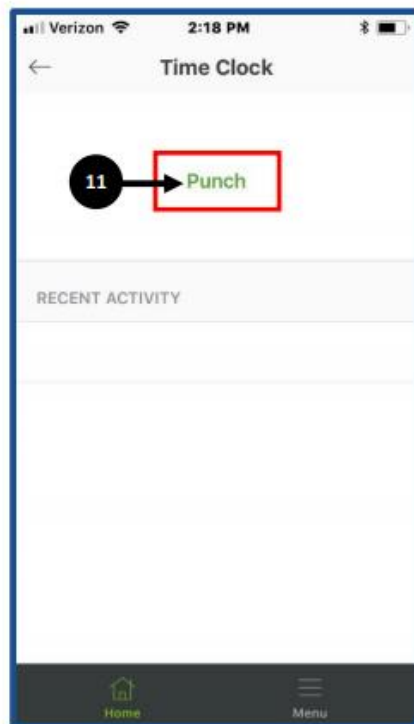 Verizon 2:18 PM
Time Clock
11 Punch
RECENT ACTIVITY
Home Menu